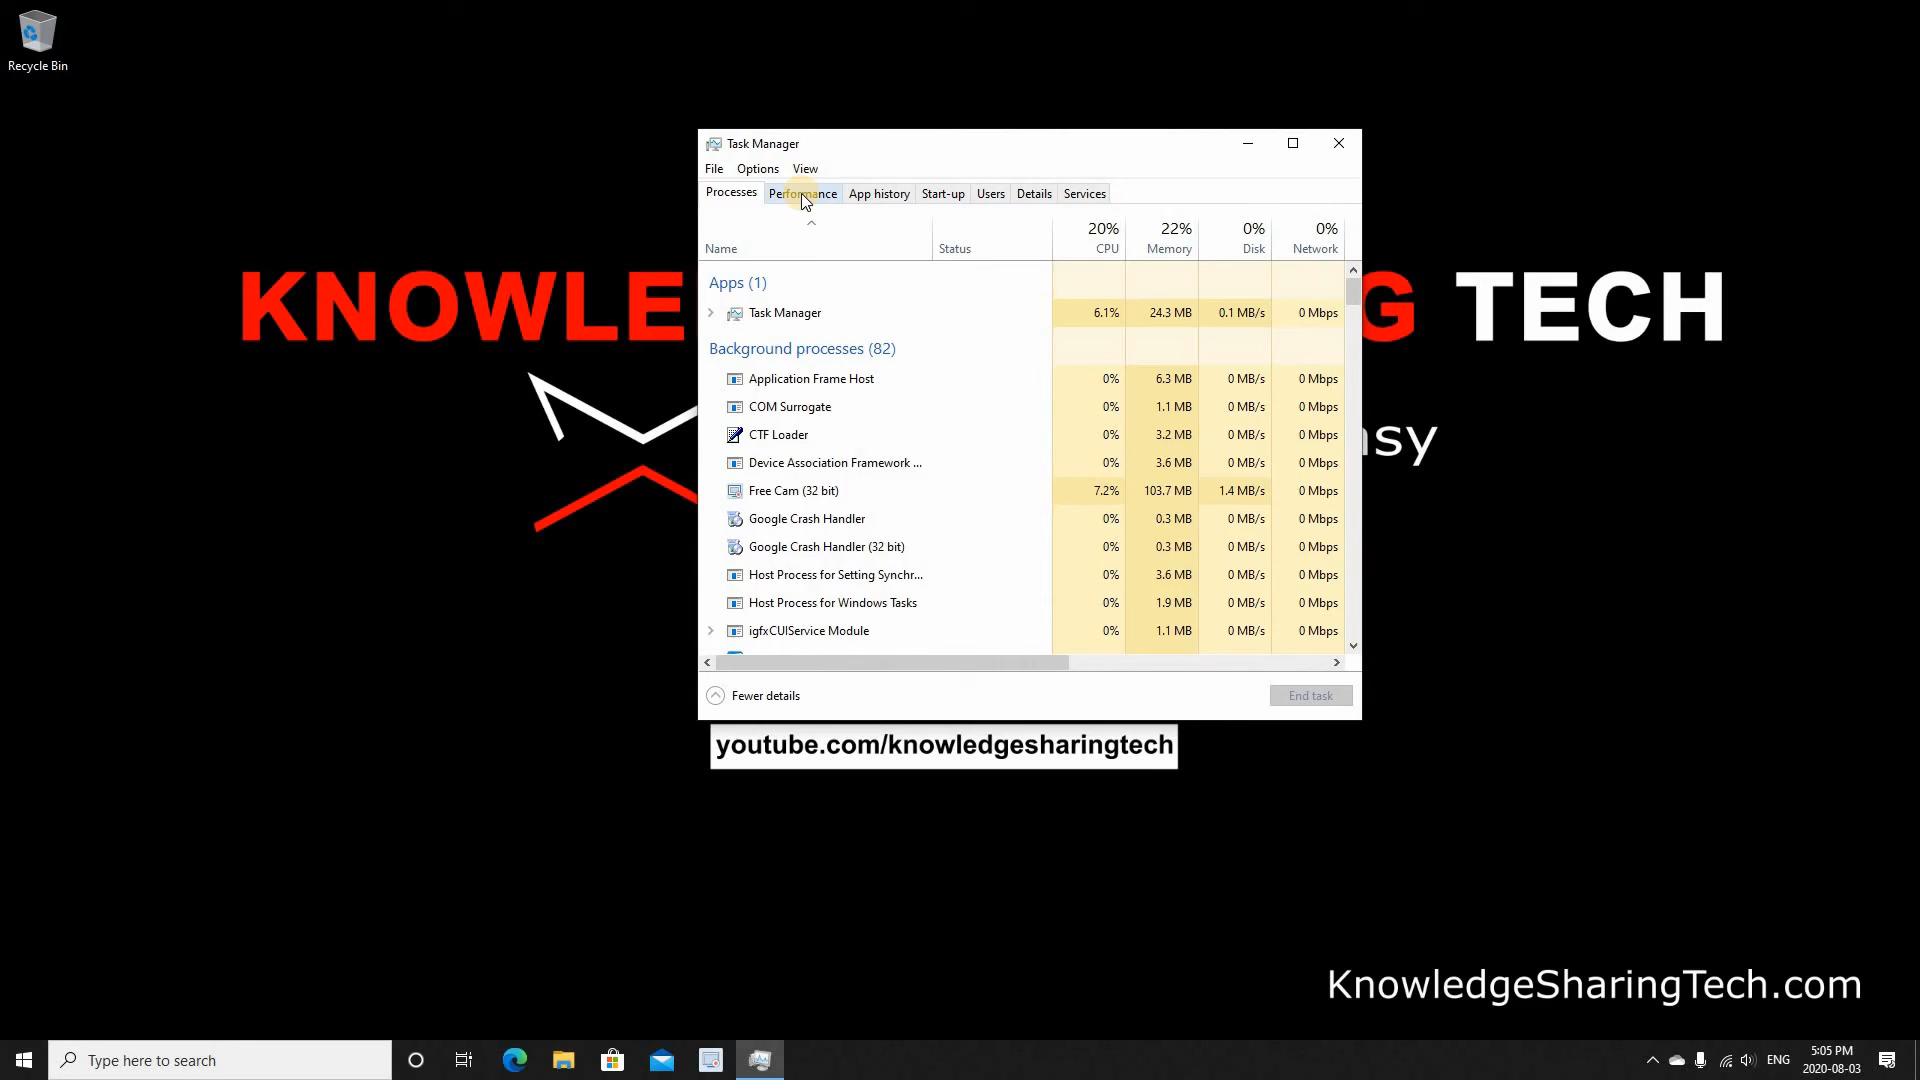 Recycle Bin
Task Manager
File Options View
Processes Performance App history Start-up Users Details Services
20% 22% 0% 0%
Name Status CPU Memory Disk Network
Apps (1)
Task Manager 6.1% 24.3 MB 0.1 MB/s 0 Mbps
Background processes (82)
Application Frame Host 0% 6.3 MB 0 MB/s 0 Mbps
COM Surrogate 0% 1.1 MB 0 MB/s 0 Mbps
CTF Loader 0% 3.2 MB 0 MB/s 0 Mbps
Device Association Framework ... 0% 3.6 MB 0 MB/s 0 Mbps
Free Cam (32 bit) 7.2% 103.7 MB 1.4 MB/s 0 Mbps
Google Crash Handler 0% 0.3 MB 0 MB/s 0 Mbps
Google Crash Handler (32 bit) 0% 0.3 MB 0 MB/s 0 Mbps
Host Process for Setting Synchr... 0% 3.6 MB 0 MB/s 0 Mbps
Host Process for Windows Tasks 0% 1.9 MB 0 MB/s 0 Mbps
igfxCUIService Module 0% 1.1 MB 0 MB/s 0 Mbps
Fewer details End task
KNOWLE G TECH
asy
youtube.com/knowledgesharingtech
KnowledgeSharingTech.com
Type here to search
ENG
5:05 PM
2020-08-03